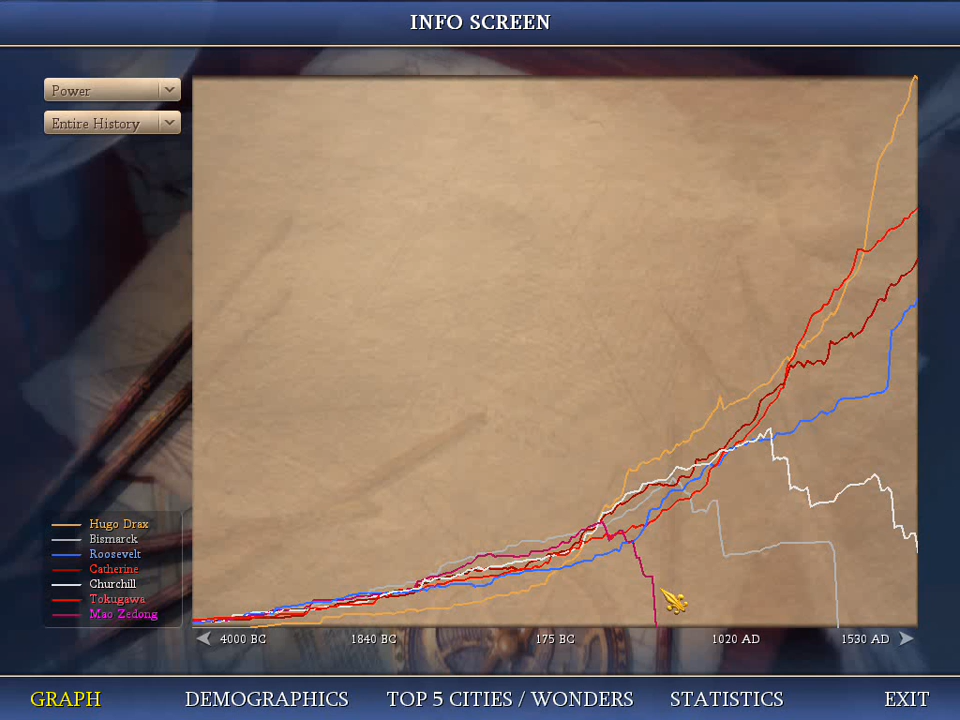 INFO SCREEN
Power
Entire History
Hugo Drax
Bismarck
Roosevelt
Catherine
Churchill
Tokugawa
Mao Zedong
4000 BC 1840 BC 175 BC 1020 AD 1530 AD
GRAPH DEMOGRAPHICS TOP 5 CITIES / WONDERS STATISTICS EXIT